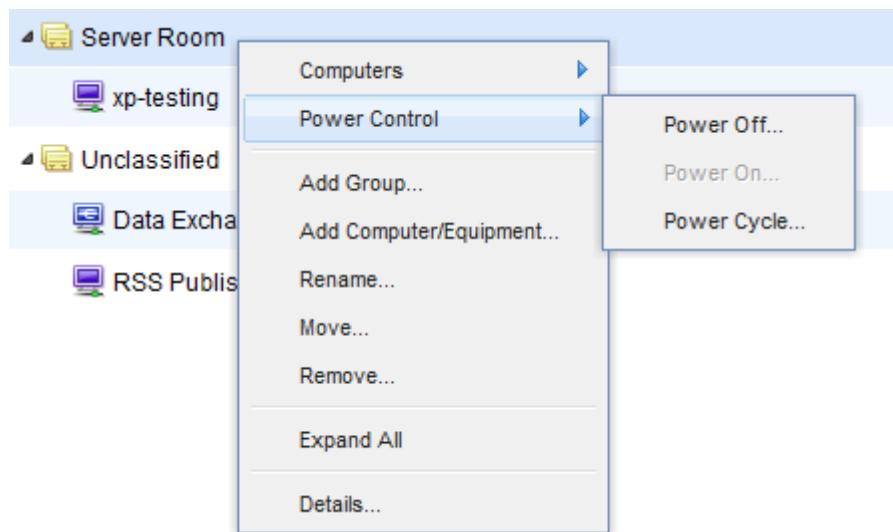 Server Room
Computers
xp-testing
Power Control
Power Off...
Unclassified
Power On...
Add Group...
Data Excha
Power Cycle...
Add Computer/Equipment...
RSS Publis
Rename...
Move...
Remove...
Expand All
Details...